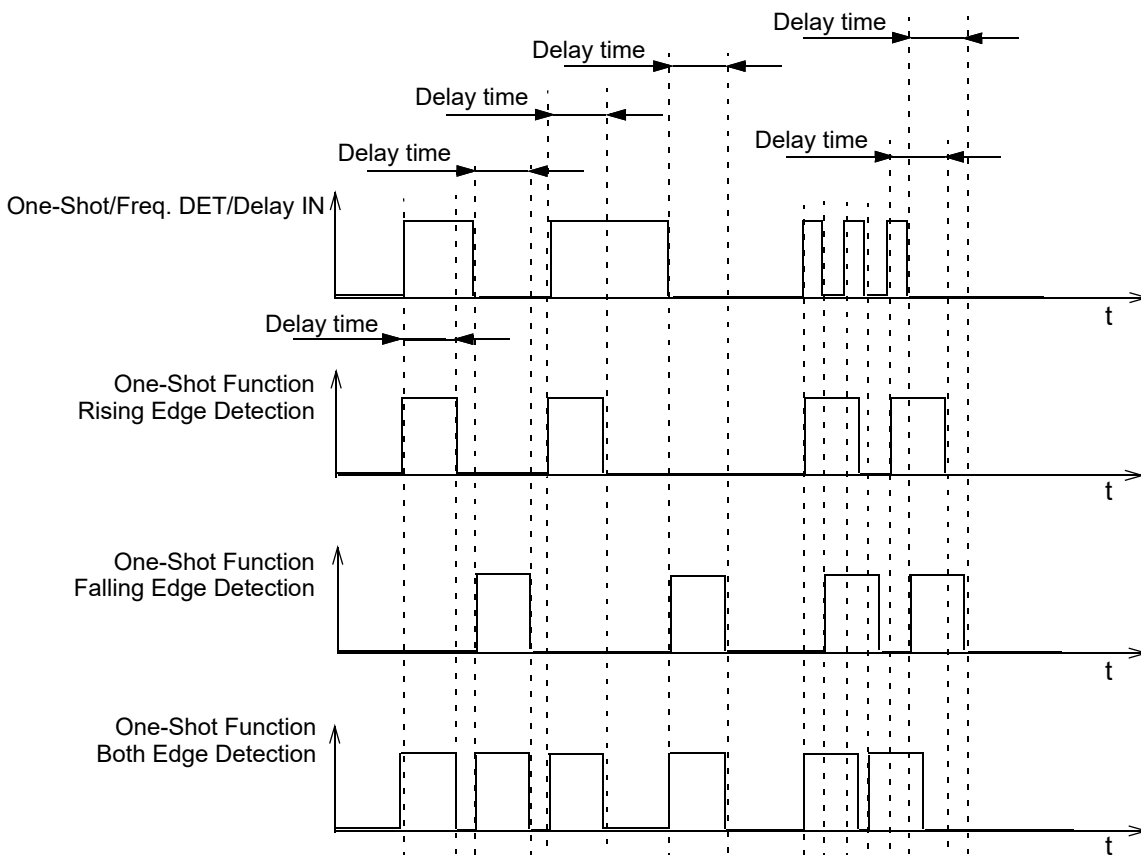 Delay time
Delay time
Delay time
Delay time
Delay time
One-Shot/Freq. DET/Delay IN
t
Delay time
One-Shot Function
Rising Edge Detection
t
One-Shot Function
Falling Edge Detection
t
One-Shot Function
Both Edge Detection
t